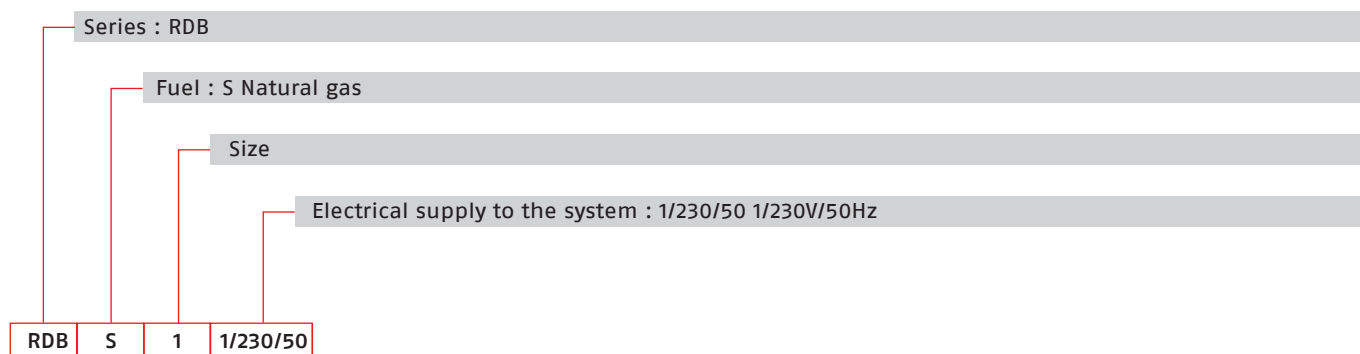 Series : RDB
Fuel : S Natural gas
Size
Electrical supply to the system : 1/230/50 1/230V/50Hz
RDB S 1 1/230/50